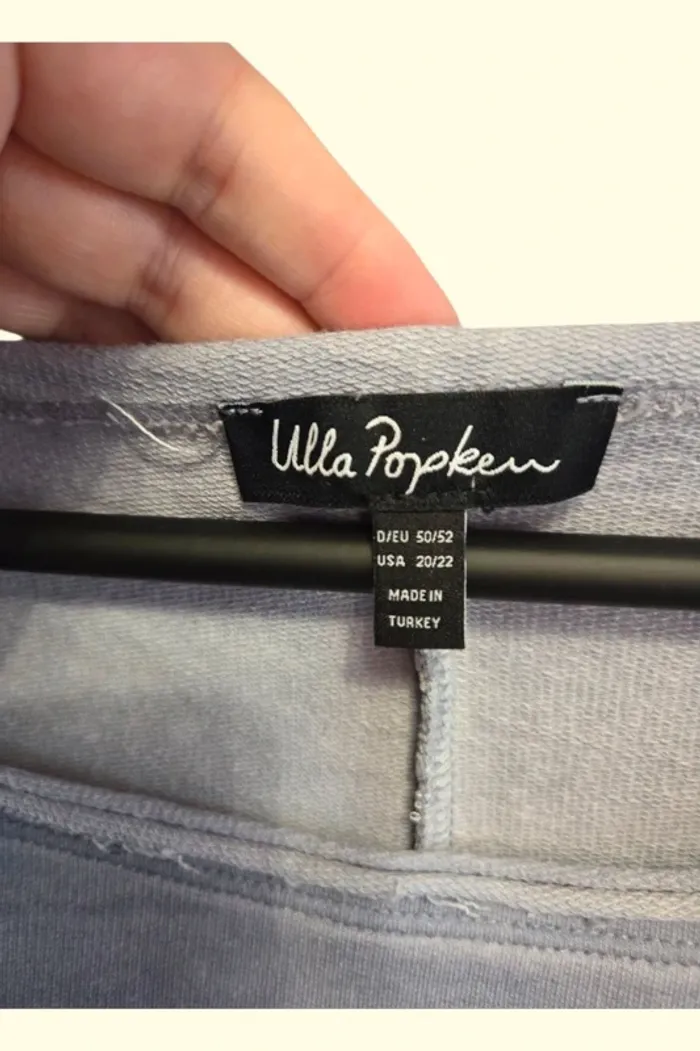 Ulla Popken
D/EU 50/52
USA 20/22
MADE IN
TURKEY